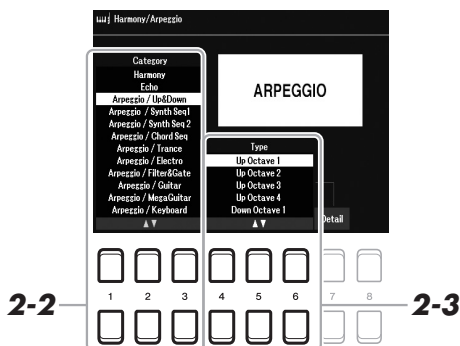 Harmony/Arpeggio
Category
Harmony
Echo
Arpeggio / Up&Down
Arpeggio / Synth Seq1
Arpeggio / Synth Seq 2
Arpeggio / Chord Seq
Arpeggio / Trance
Arpeggio / Electro
Arpeggio / Filter&Gate
Arpeggio / Guitar
Arpeggio / MegaGuitar
Arpeggio / Keyboard
ARPEGGIO
Type
Up Octave 1
Up Octave 2
Up Octave 3
Up Octave 4
Down Octave 1
Detail
1 2 3 4 5 6 7 8
2-2
2-3